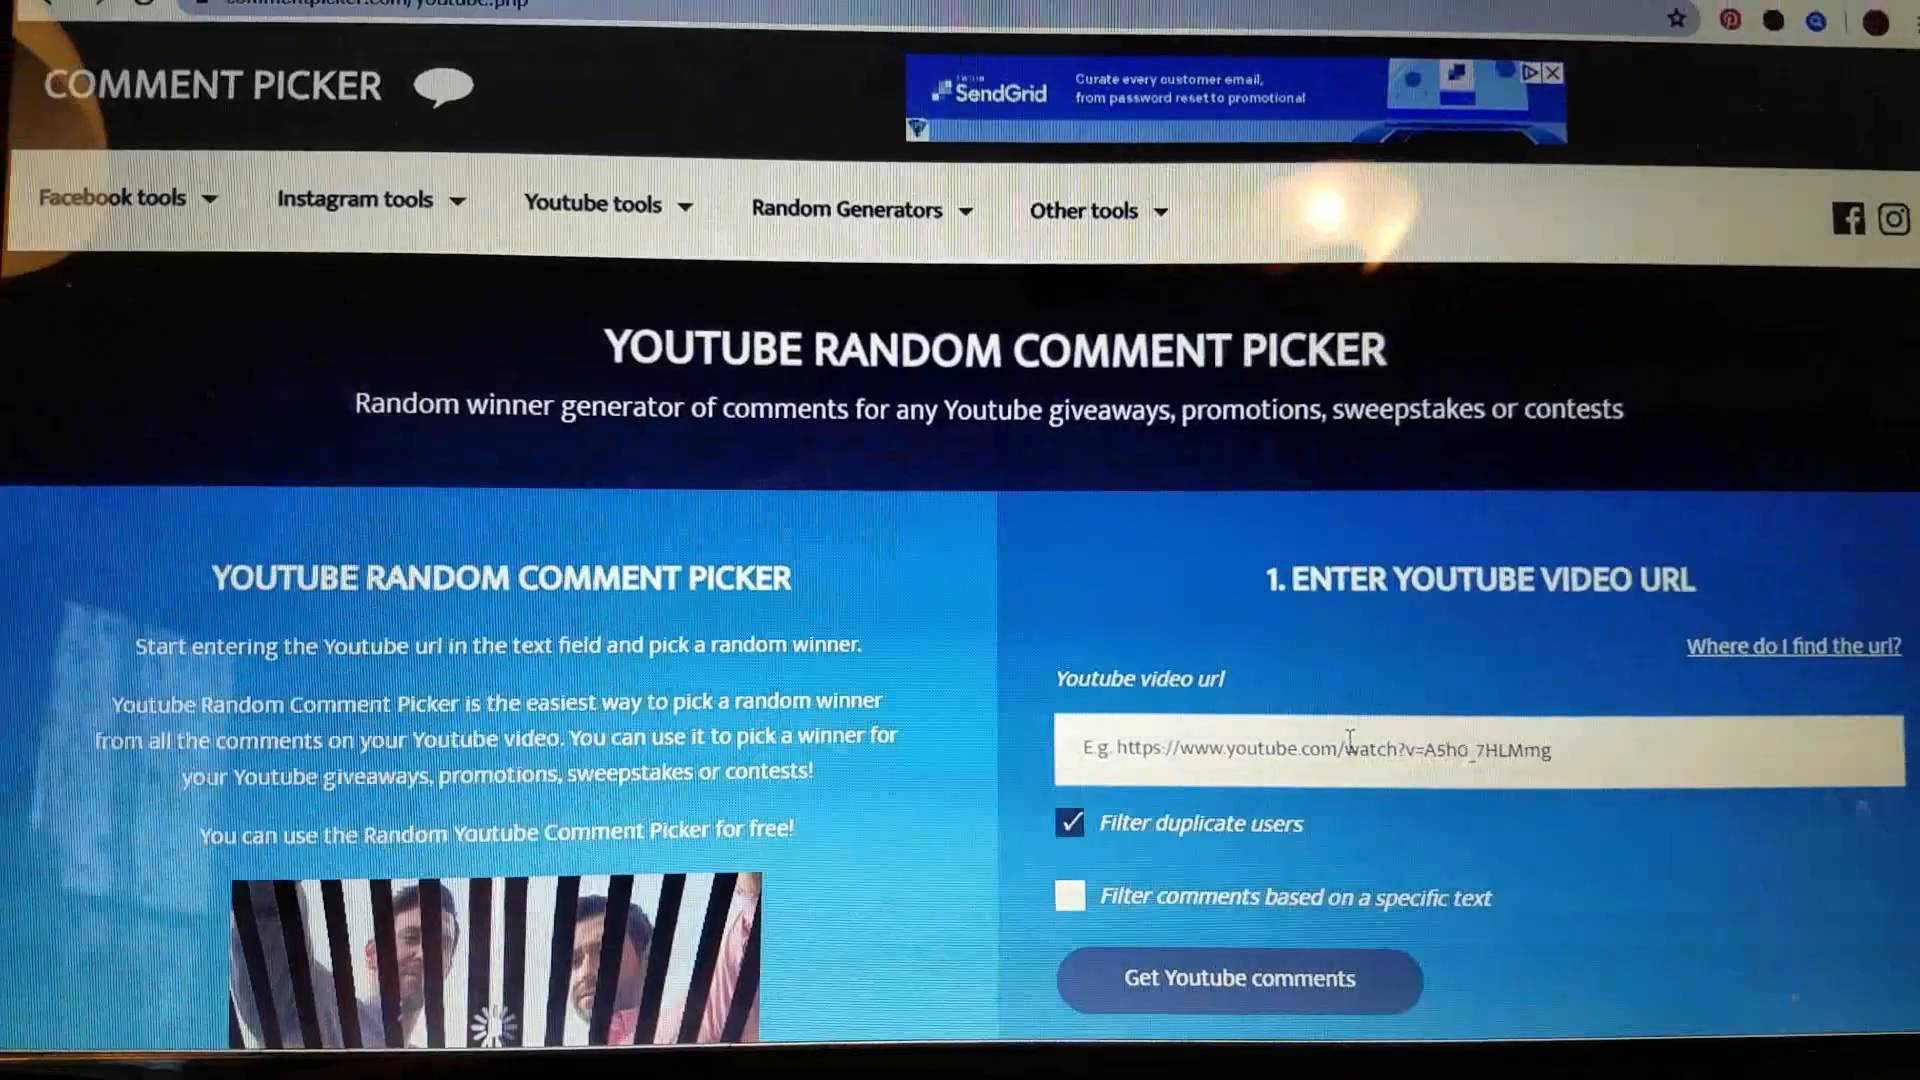 commentpicker.com/youtube.php
COMMENT PICKER
SendGrid
Curate every customer email,
from password reset to promotional
Facebook tools
Instagram tools
Youtube tools
Random Generators
Other tools
YOUTUBE RANDOM COMMENT PICKER
Random winner generator of comments for any Youtube giveaways, promotions, sweepstakes or contests
YOUTUBE RANDOM COMMENT PICKER
Start entering the Youtube url in the text field and pick a random winner.
Youtube Random Comment Picker is the easiest way to pick a random winner
from all the comments on your Youtube video. You can use it to pick a winner for
your Youtube giveaways, promotions, sweepstakes or contests!
You can use the Random Youtube Comment Picker for free!
1. ENTER YOUTUBE VIDEO URL
Where do I find the url?
Youtube video url
E.g. https://www.youtube.com/watch?v=A5h0_7HLMmg
Filter duplicate users
Filter comments based on a specific text
Get Youtube comments